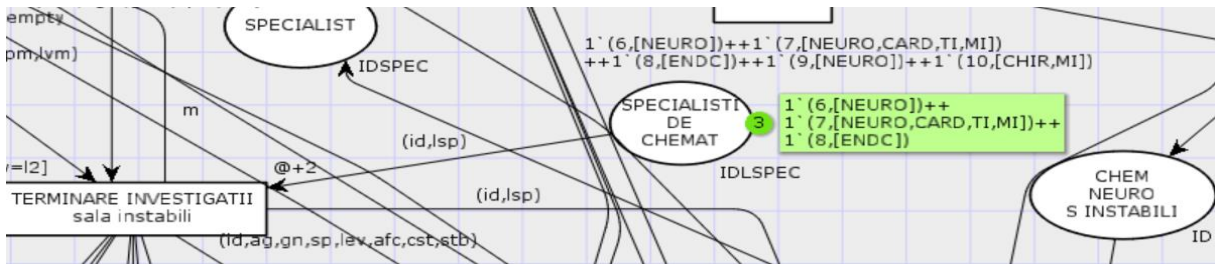 empty
SPECIALIST
pm,lvm)
IDSPEC
m
1`(6,[NEURO])++1`(7,[NEURO,CARD,TI,MI])
++1`(8,[ENDC])++1`(9,[NEURO])++1`(10,[CHIR,MI])
SPECIALISTI
DE
CHEMAT
3
1`(6,[NEURO])++
1`(7,[NEURO,CARD,TI,MI])++
1`(8,[ENDC])
IDLSPEC
(id,lsp)
=l2]
@+2
TERMINARE INVESTIGATII
sala instabili
(id,lsp)
(id,ag,gn,sp,lev,afc,cst,stb)
CHEM
NEURO
S INSTABILI
ID